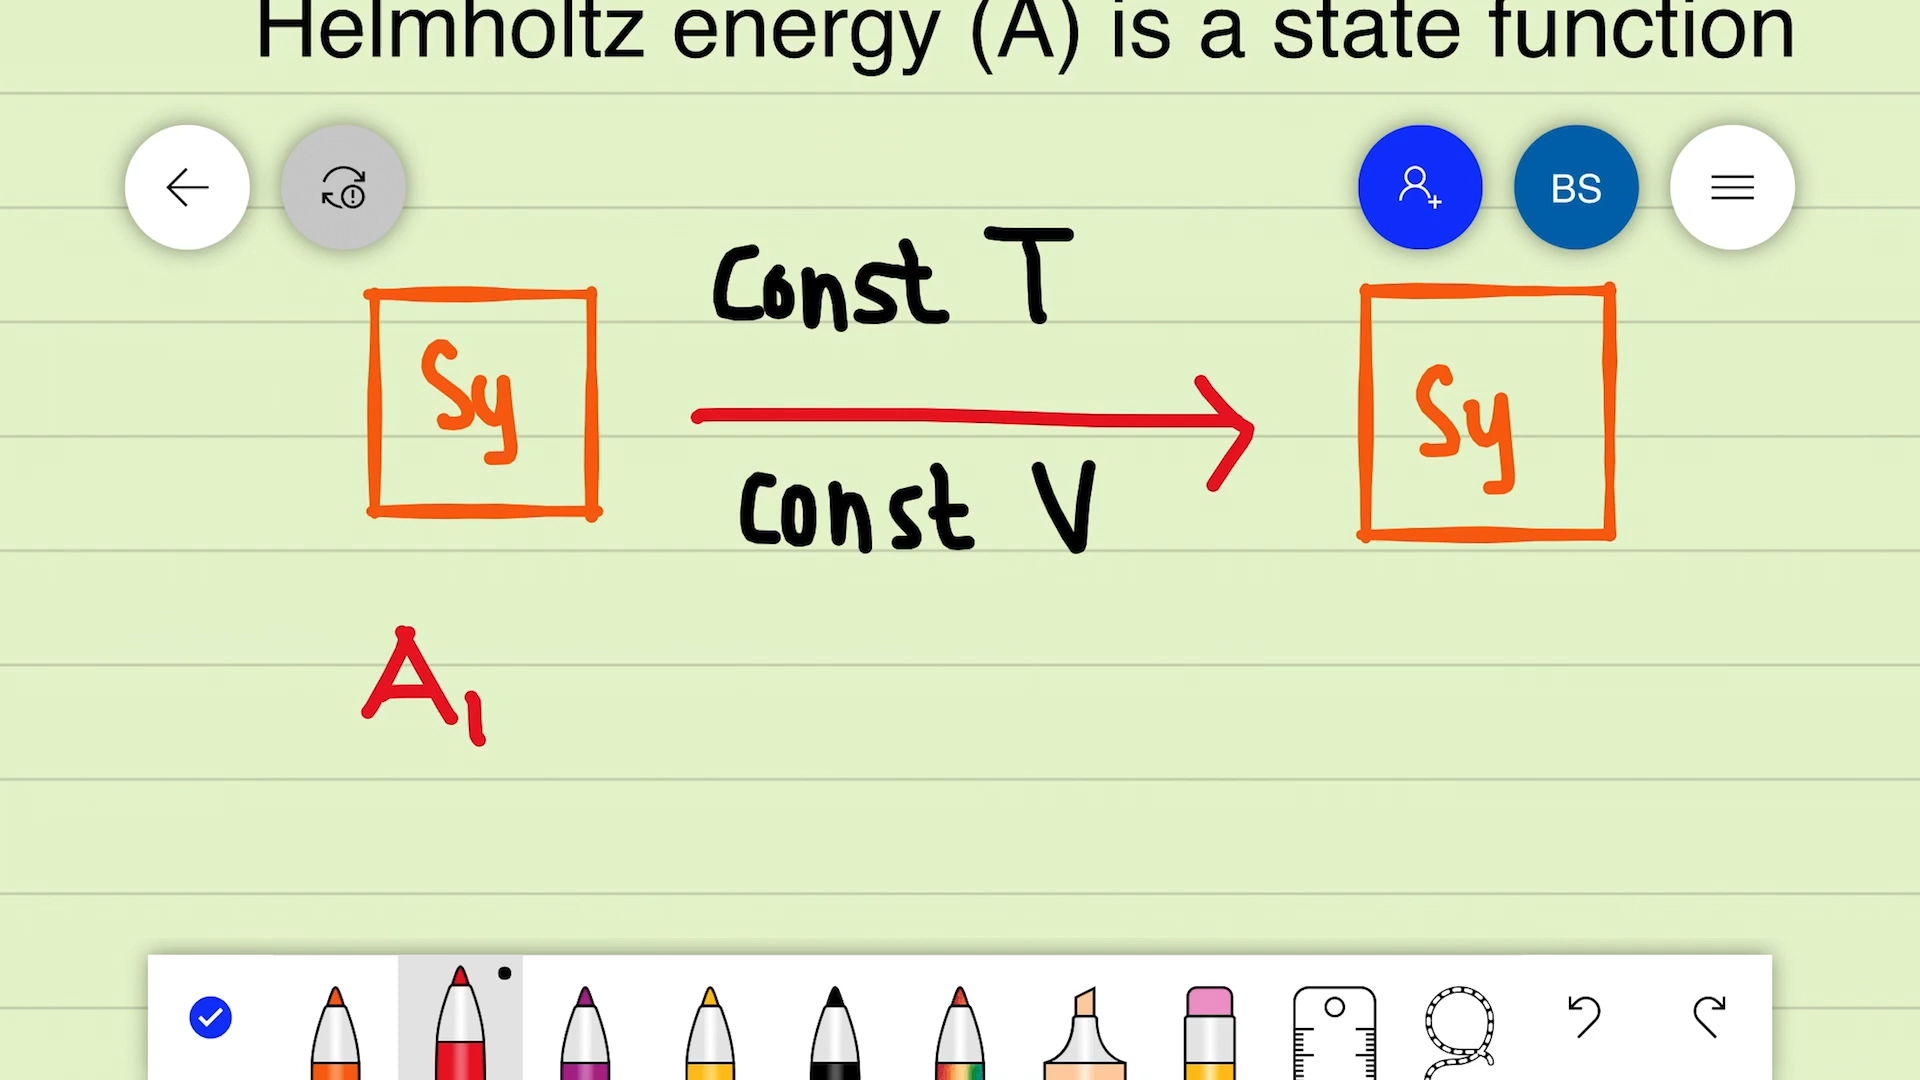 Helmholtz energy (A) is a state function
BS
Const T
Sy
Sy
Const V
A₁